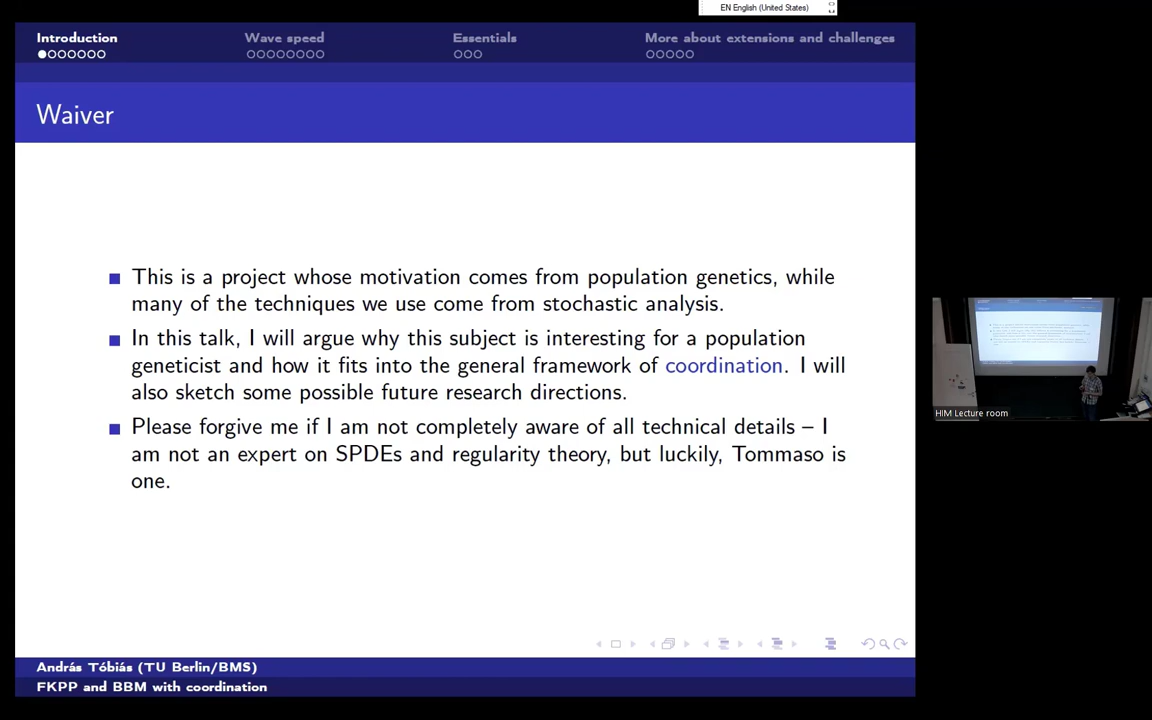 EN English (United States)
Introduction
Wave speed
Essentials
More about extensions and challenges
Waiver
This is a project whose motivation comes from population genetics, while
many of the techniques we use come from stochastic analysis.
In this talk, I will argue why this subject is interesting for a population
geneticist and how it fits into the general framework of coordination. I will
also sketch some possible future research directions.
Please forgive me if I am not completely aware of all technical details – I
am not an expert on SPDEs and regularity theory, but luckily, Tommaso is
one.
HIM Lecture room
András Tóbiás (TU Berlin/BMS)
FKPP and BBM with coordination